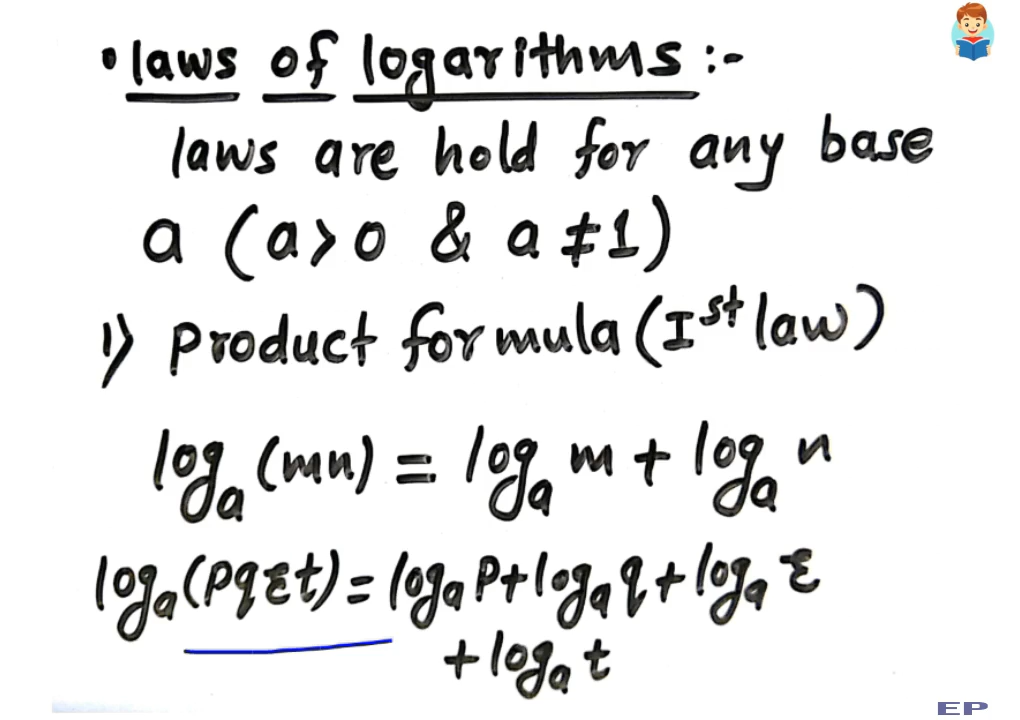 • laws of logarithms :-
laws are hold for any base
a (a>0 & a≠1)
1) Product formula (Ist law)
logₐ (mn) = logₐ m + logₐ n
logₐ (pqrt) = logₐ p + logₐ q + logₐ r
+ logₐ t
EP